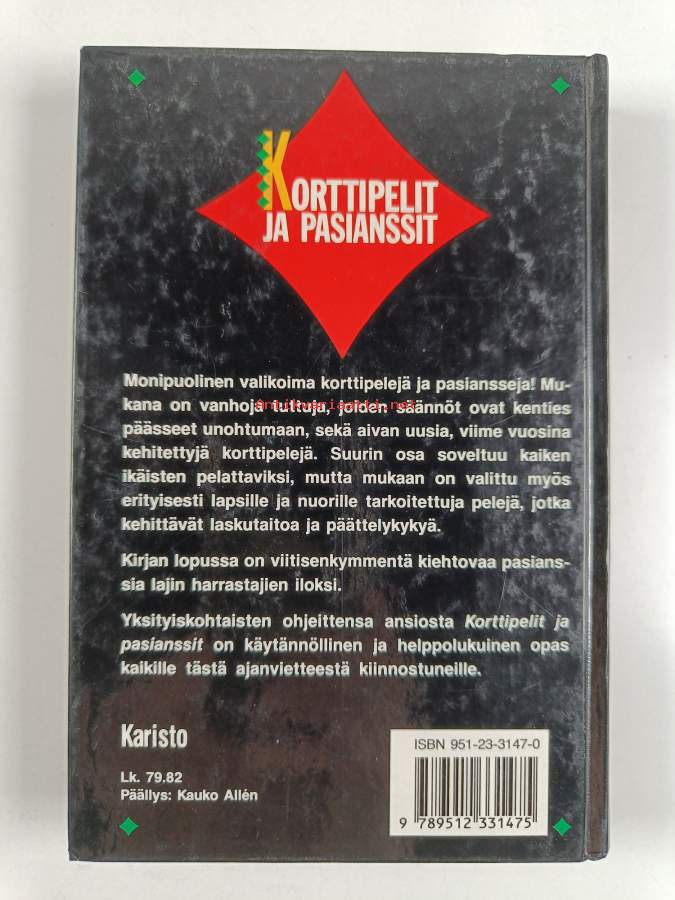 KORTTIPELIT
JA PASIANSSIT
Monipuolinen valikoima korttipelejä ja pasiansseja! Mu-
kana on vanhoja tuttuja, joiden säännöt ovat kenties
Antikvariaatti.net
päässeet unohtumaan, sekä aivan uusia, viime vuosina
kehitettyjä korttipelejä. Suurin osa soveltuu kaiken
ikäisten pelattaviksi, mutta mukaan on valittu myös
erityisesti lapsille ja nuorille tarkoitettuja pelejä, jotka
kehittävät laskutaitoa ja päättelykykyä.
Kirjan lopussa on viitisenkymmentä kiehtovaa pasians-
sia lajin harrastajien iloksi.
Yksityiskohtaisten ohjeittensa ansiosta Korttipelit ja
pasianssit on käytännöllinen ja helppolukuinen opas
kaikille tästä ajanvietteestä kiinnostuneille.
Karisto
Lk. 79.82
Päällys: Kauko Allén
ISBN 951-23-3147-0
9 789512 331475